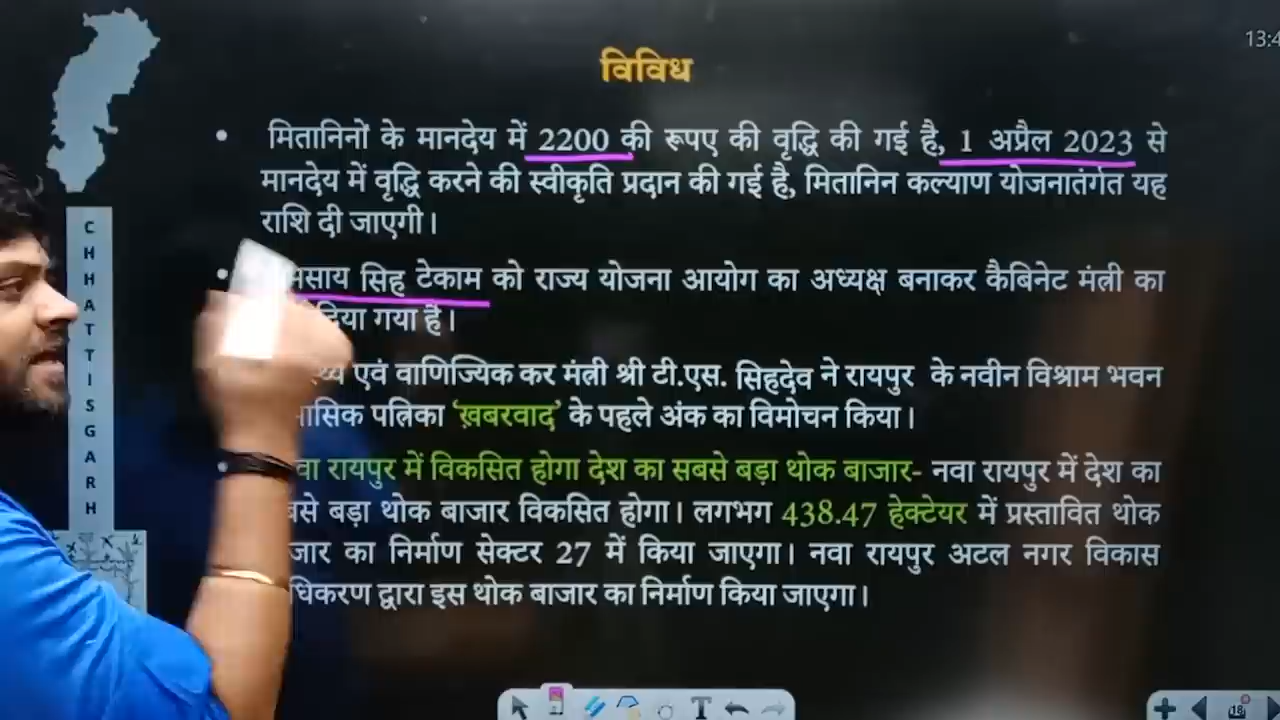 13:4
विविध
CHHATTISGARH
• मितानिनों के मानदेय में 2200 की रूपए की वृद्धि की गई है, 1 अप्रैल 2023 से
मानदेय में वृद्धि करने की स्वीकृति प्रदान की गई है, मितानिन कल्याण योजनातंर्गत यह
राशि दी जाएगी।
• सिह टेकाम को राज्य योजना आयोग का अध्यक्ष बनाकर कैबिनेट मंत्री का
गया है।
एवं वाणिज्यिक कर मंत्री श्री टी.एस. सिहदेव ने रायपुर के नवीन विश्राम भवन
पत्रिका ‘ख़बरवाद’ के पहले अंक का विमोचन किया।
• रायपुर में विकसित होगा देश का सबसे बड़ा थोक बाजार- नवा रायपुर में देश का
बड़ा थोक बाजार विकसित होगा। लगभग 438.47 हेक्टेयर में प्रस्तावित थोक
का निर्माण सेक्टर 27 में किया जाएगा। नवा रायपुर अटल नगर विकास
द्वारा इस थोक बाजार का निर्माण किया जाएगा।
T
18